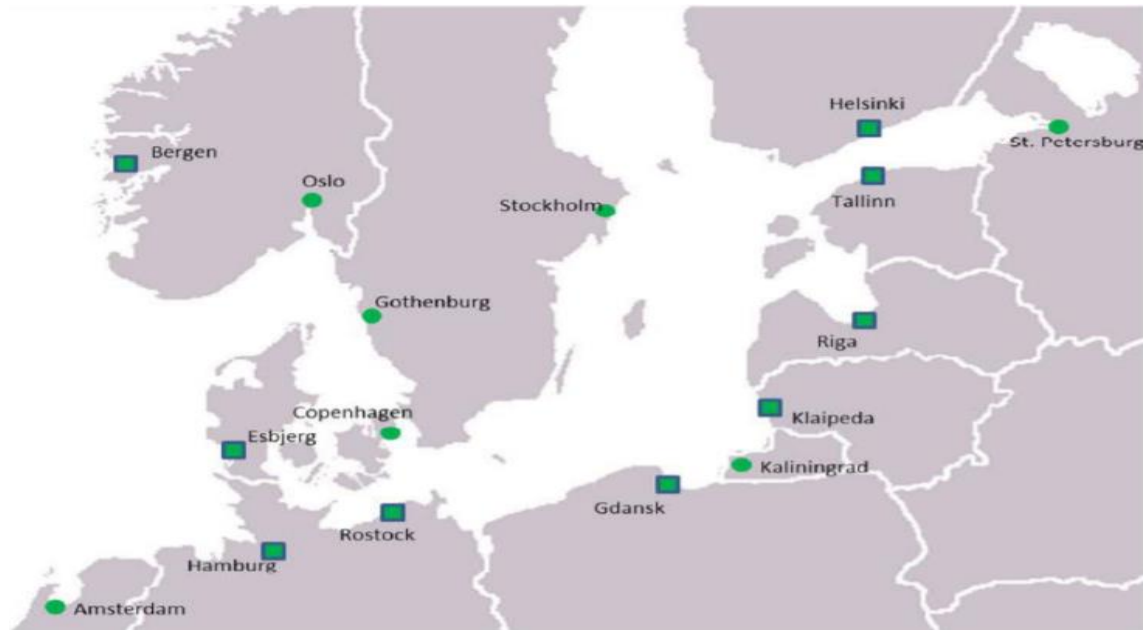 Helsinki
St. Petersburg
Bergen
Oslo
Stockholm
Tallinn
Gothenburg
Riga
Copenhagen
Klaipeda
Esbjerg
Kaliningrad
Gdansk
Rostock
Hamburg
Amsterdam